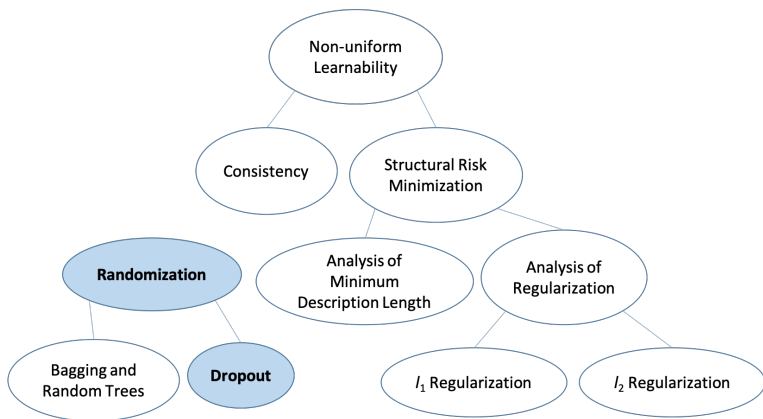 Non-uniform
Learnability
Consistency
Structural Risk
Minimization
Randomization
Analysis of
Minimum
Description Length
Analysis of
Regularization
Bagging and
Random Trees
Dropout
l₁ Regularization
l₂ Regularization